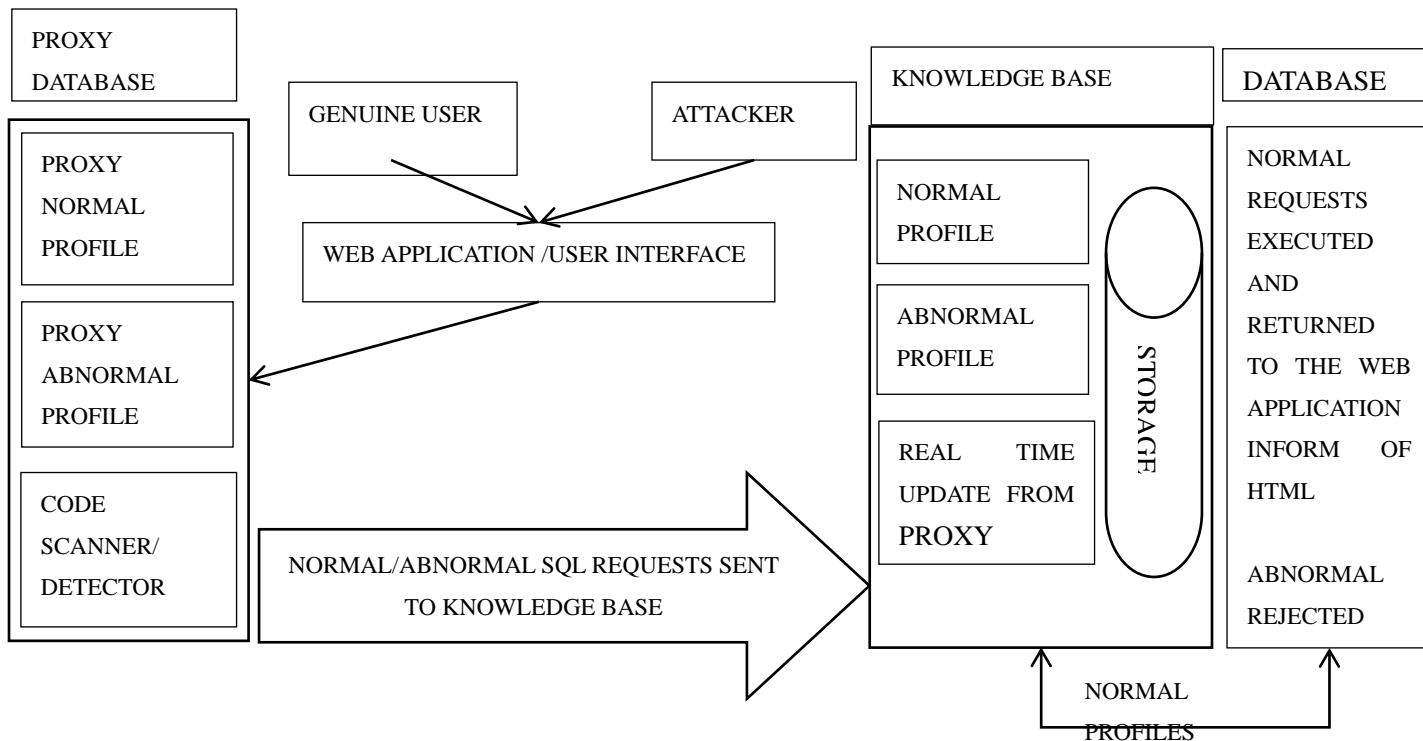 PROXY
DATABASE
PROXY
NORMAL
PROFILE
PROXY
ABNORMAL
PROFILE
CODE
SCANNER/
DETECTOR
GENUINE USER
ATTACKER
WEB APPLICATION /USER INTERFACE
NORMAL/ABNORMAL SQL REQUESTS SENT
TO KNOWLEDGE BASE
KNOWLEDGE BASE
NORMAL
PROFILE
ABNORMAL
PROFILE
REAL TIME
UPDATE FROM
PROXY
STORAGE
DATABASE
NORMAL
REQUESTS
EXECUTED
AND
RETURNED
TO THE WEB
APPLICATION
INFORM OF
HTML
ABNORMAL
REJECTED
NORMAL
PROFILES